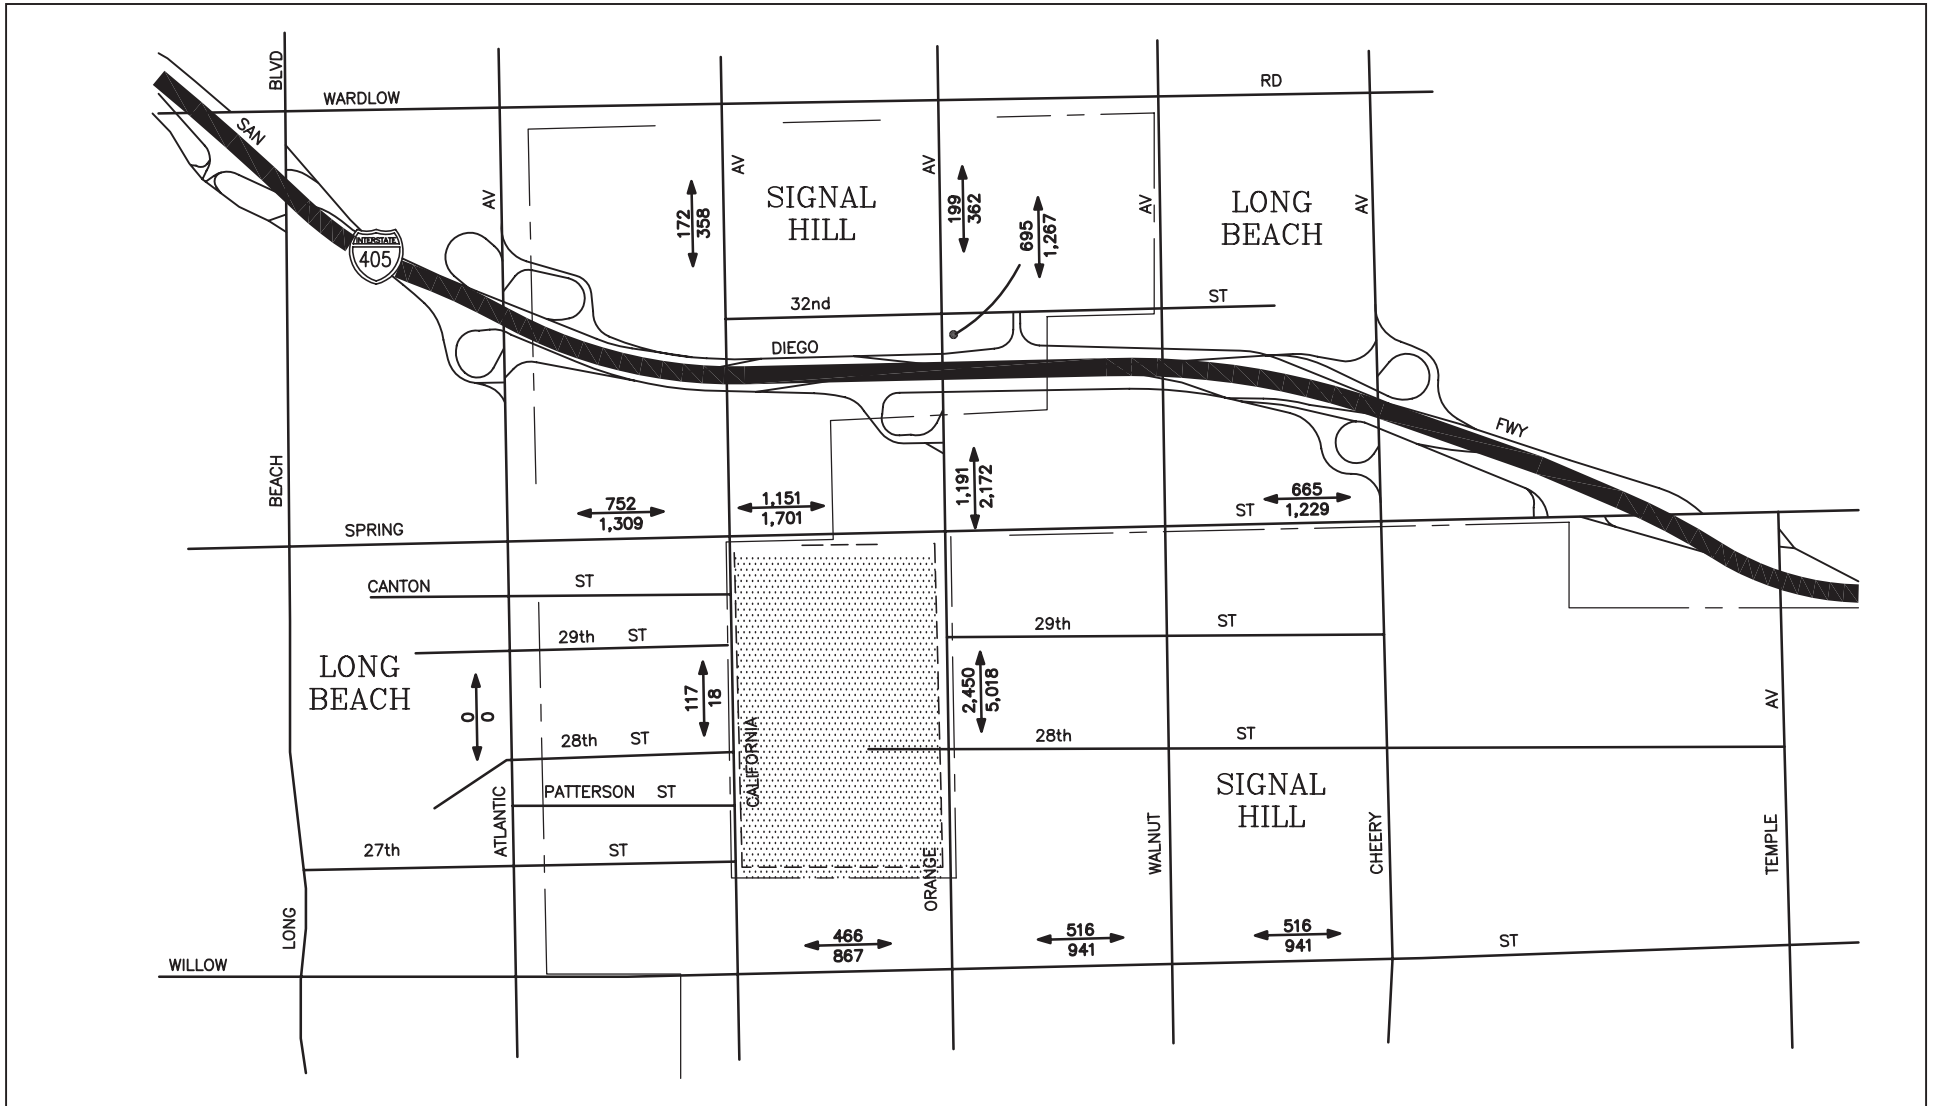 BLVD
WARDLOW
RD
SAN
AV
AV
AV
AV
AV
172
358
SIGNAL
HILL
199
362
695
1,267
LONG
BEACH
INTERSTATE
405
32nd
ST
DIEGO
FWY
BEACH
752
1,309
1,151
1,701
1,191
2,172
665
1,229
SPRING
ST
CANTON
ST
29th ST
29th
ST
LONG
BEACH
0
0
117
18
2,450
5,018
AV
28th ST
28th
ST
CALIFORNIA
PATTERSON ST
SIGNAL
HILL
ATLANTIC
WALNUT
CHEERY
TEMPLE
27th
ST
ORANGE
LONG
466
867
516
941
516
941
WILLOW
ST